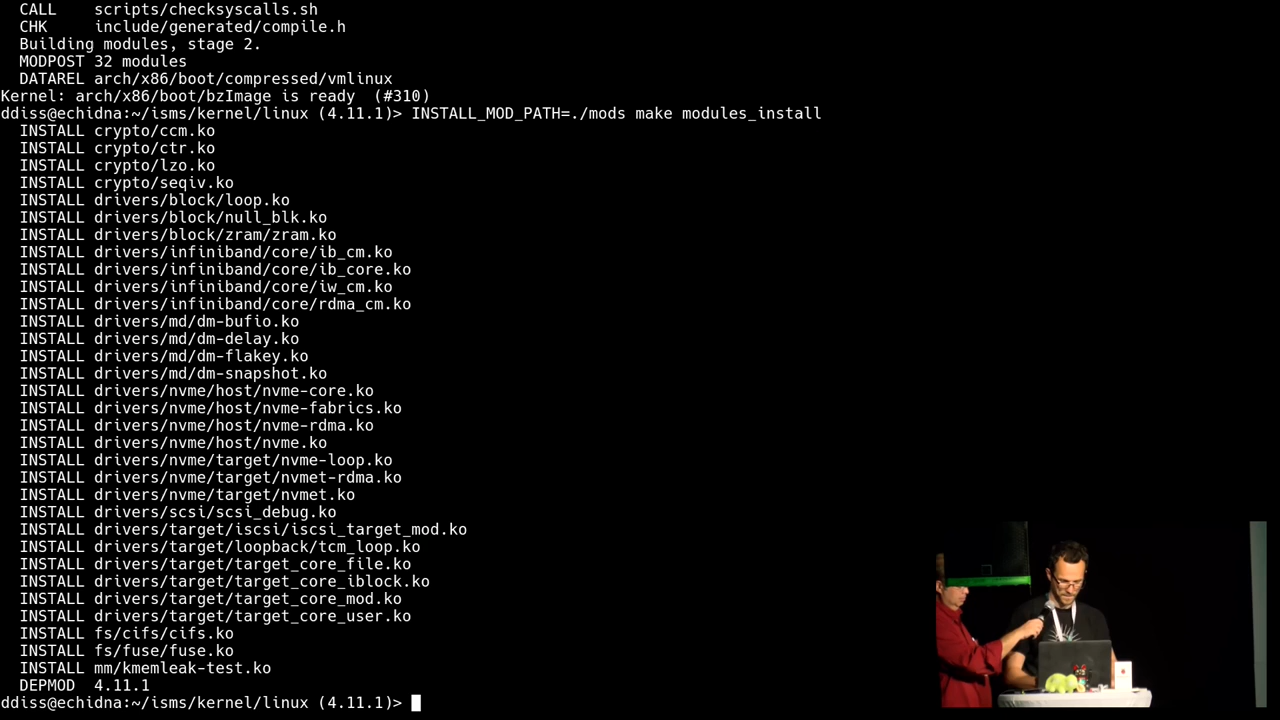 CALL    scripts/checksyscalls.sh
CHK     include/generated/compile.h
Building modules, stage 2.
MODPOST 32 modules
DATAREL arch/x86/boot/compressed/vmlinux
Kernel: arch/x86/boot/bzImage is ready  (#310)
ddiss@echidna:~/isms/kernel/linux (4.11.1)> INSTALL_MOD_PATH=./mods make modules_install
INSTALL crypto/ccm.ko
INSTALL crypto/ctr.ko
INSTALL crypto/lzo.ko
INSTALL crypto/seqiv.ko
INSTALL drivers/block/loop.ko
INSTALL drivers/block/null_blk.ko
INSTALL drivers/block/zram/zram.ko
INSTALL drivers/infiniband/core/ib_cm.ko
INSTALL drivers/infiniband/core/ib_core.ko
INSTALL drivers/infiniband/core/iw_cm.ko
INSTALL drivers/infiniband/core/rdma_cm.ko
INSTALL drivers/md/dm-bufio.ko
INSTALL drivers/md/dm-delay.ko
INSTALL drivers/md/dm-flakey.ko
INSTALL drivers/md/dm-snapshot.ko
INSTALL drivers/nvme/host/nvme-core.ko
INSTALL drivers/nvme/host/nvme-fabrics.ko
INSTALL drivers/nvme/host/nvme-rdma.ko
INSTALL drivers/nvme/host/nvme.ko
INSTALL drivers/nvme/target/nvme-loop.ko
INSTALL drivers/nvme/target/nvmet-rdma.ko
INSTALL drivers/nvme/target/nvmet.ko
INSTALL drivers/scsi/scsi_debug.ko
INSTALL drivers/target/iscsi/iscsi_target_mod.ko
INSTALL drivers/target/loopback/tcm_loop.ko
INSTALL drivers/target/target_core_file.ko
INSTALL drivers/target/target_core_iblock.ko
INSTALL drivers/target/target_core_mod.ko
INSTALL drivers/target/target_core_user.ko
INSTALL fs/cifs/cifs.ko
INSTALL fs/fuse/fuse.ko
INSTALL mm/kmemleak-test.ko
DEPMOD  4.11.1
ddiss@echidna:~/isms/kernel/linux (4.11.1)>